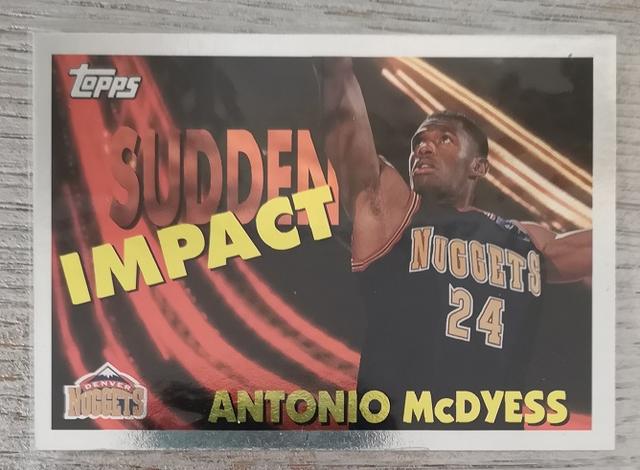 Topps
SUDDEN
IMPACT
NUGGETS
24
DENVER
NUGGETS
ANTONIO McDYESS